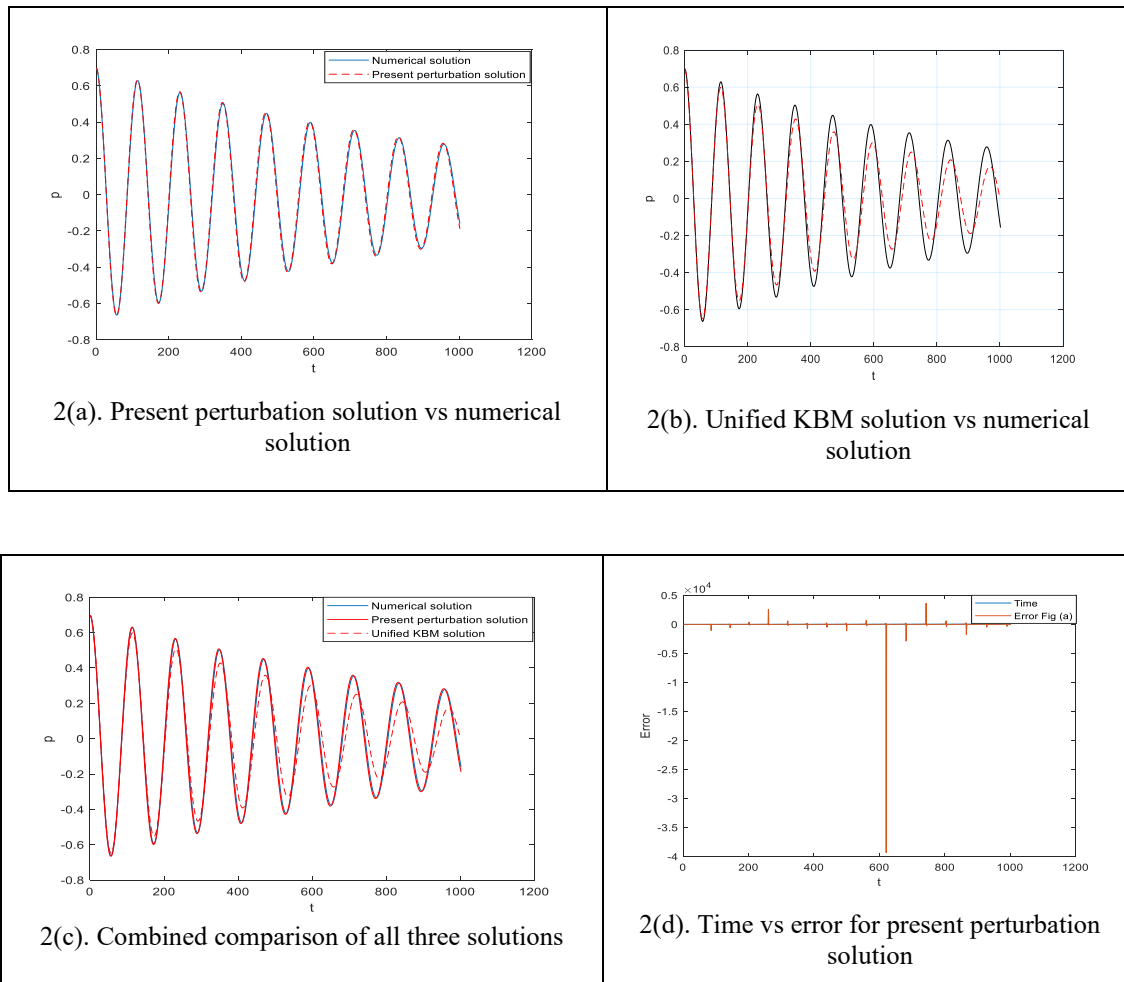 0.8
0.6
0.4
0.2
0
-0.2
-0.4
-0.6
-0.8
p
0 200 400 600 800 1000 1200
t
Numerical solution
Present perturbation solution
2(a). Present perturbation solution vs numerical
solution
0.8
0.6
0.4
0.2
0
-0.2
-0.4
-0.6
-0.8
p
0 200 400 600 800 1000 1200
t
2(b). Unified KBM solution vs numerical
solution
0.8
0.6
0.4
0.2
0
-0.2
-0.4
-0.6
-0.8
p
0 200 400 600 800 1000 1200
t
Numerical solution
Present perturbation solution
Unified KBM solution
2(c). Combined comparison of all three solutions
×10⁴
0.5
0
-0.5
-1
-1.5
-2
-2.5
-3
-3.5
-4
Error
0 200 400 600 800 1000 1200
t
Time
Error Fig (a)
2(d). Time vs error for present perturbation
solution